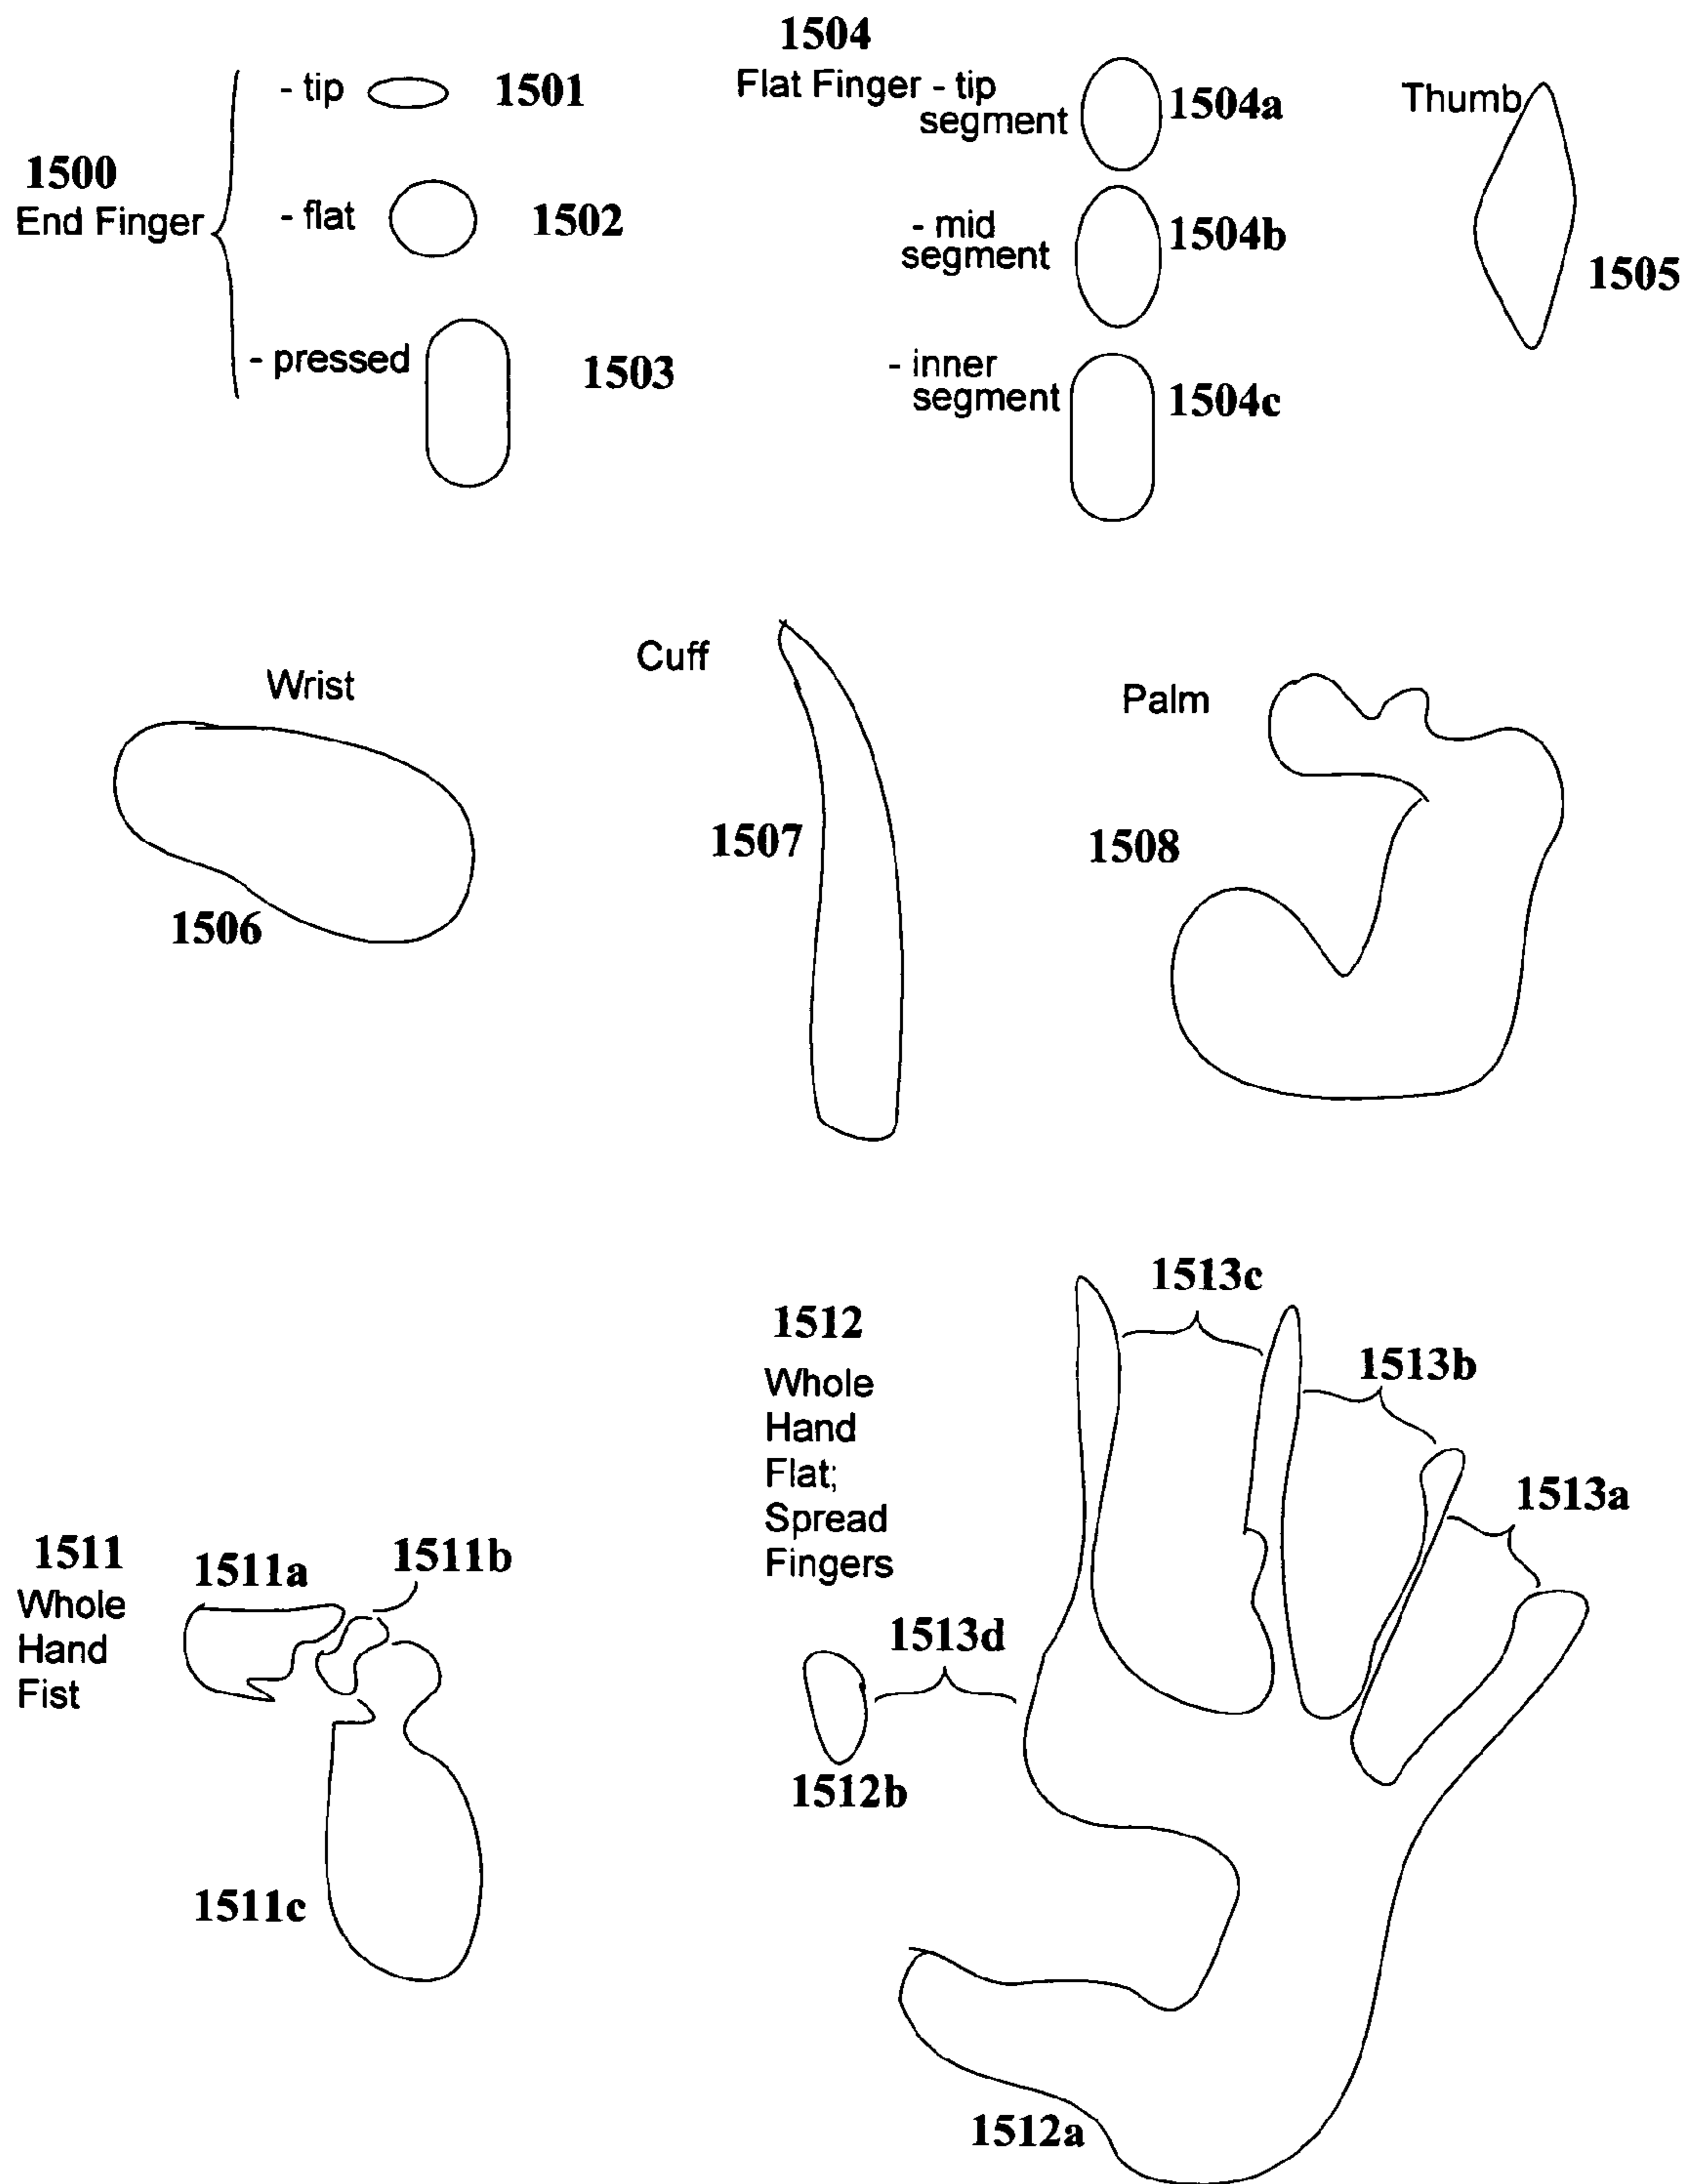 1500
End Finger
- tip
1501
- flat
1502
- pressed
1503
1504
Flat Finger - tip
segment
1504a
- mid
segment
1504b
- inner
segment
1504c
Thumb
1505
Wrist
1506
Cuff
1507
Palm
1508
1511
Whole
Hand
Fist
1511a
1511b
1511c
1512
Whole
Hand
Flat;
Spread
Fingers
1513c
1513b
1513a
1513d
1512b
1512a